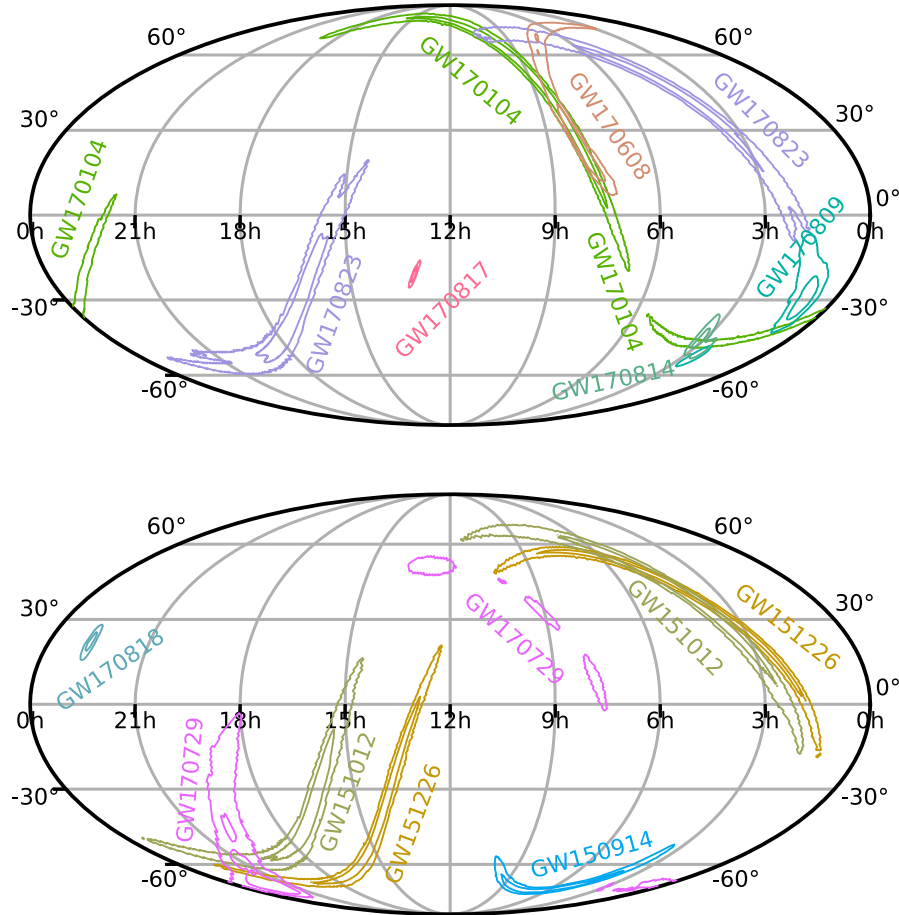 60° 60°
GW170104
GW170608
GW170823
30° 30°
GW170104
0° 
0h 21h 18h 15h 12h 9h 6h 3h 0h
GW170809
GW170823
GW170817
GW170104
-30° -30°
GW170814
-60° -60°
60° 60°
30° 30°
GW151226
GW151012
GW170729
GW170818
0°
0h 21h 18h 15h 12h 9h 6h 3h 0h
GW170729
GW151012
GW151226
-30° -30°
GW150914
-60° -60°